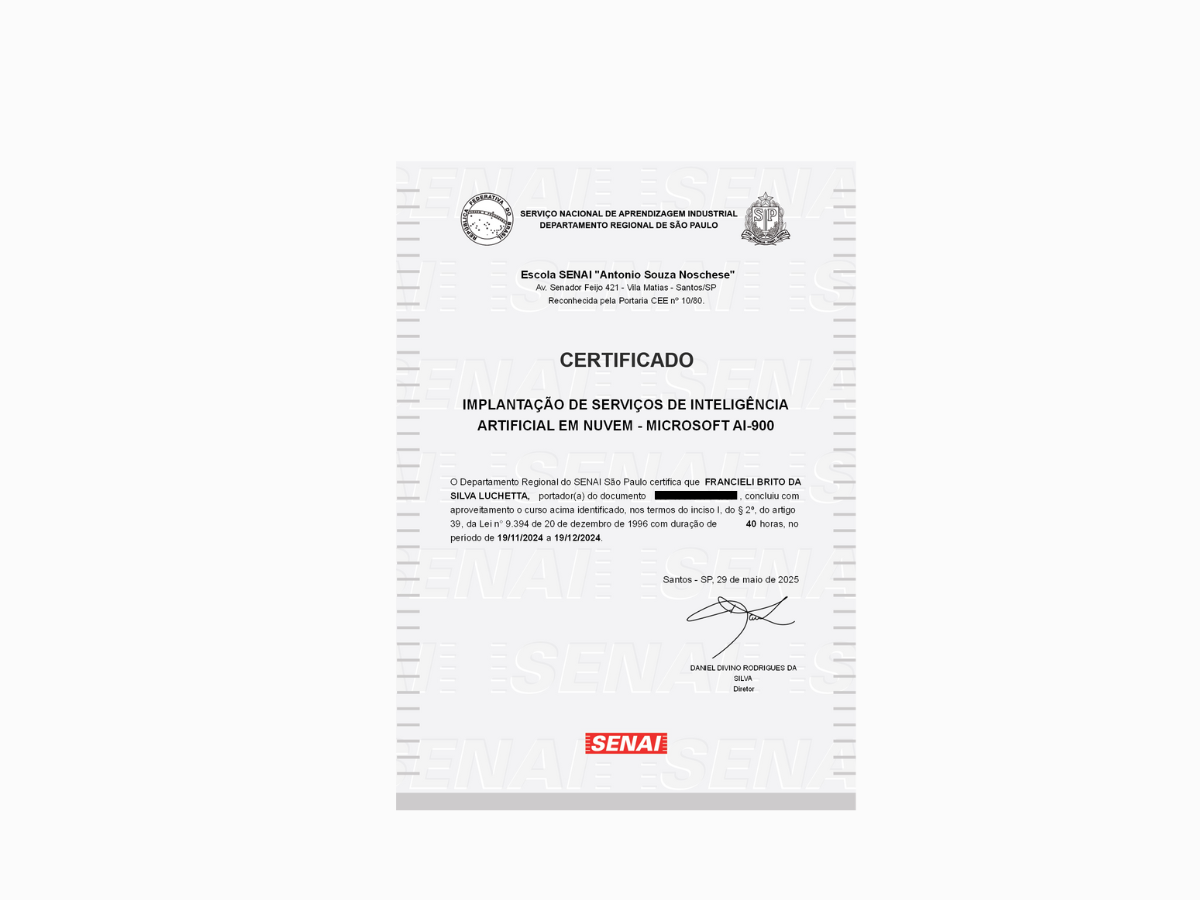 REPÚBLICA FEDERATIVA DO BRASIL
SERVIÇO NACIONAL DE APRENDIZAGEM INDUSTRIAL
DEPARTAMENTO REGIONAL DE SÃO PAULO
SP
Escola SENAI "Antonio Souza Noschese"
Av. Senador Feijo 421 - Vila Matias - Santos/SP
Reconhecida pela Portaria CEE nº 10/80.
CERTIFICADO
IMPLANTAÇÃO DE SERVIÇOS DE INTELIGÊNCIA
ARTIFICIAL EM NUVEM - MICROSOFT AI-900
O Departamento Regional do SENAI São Paulo certifica que FRANCIELI BRITO DA
SILVA LUCHETTA, portador(a) do documento , concluiu com
aproveitamento o curso acima identificado, nos termos do inciso I, do § 2º, do artigo
39, da Lei n° 9.394 de 20 de dezembro de 1996 com duração de 40 horas, no
período de 19/11/2024 a 19/12/2024.
Santos - SP, 29 de maio de 2025
DANIEL DIVINO RODRIGUES DA
SILVA
Diretor
SENAI